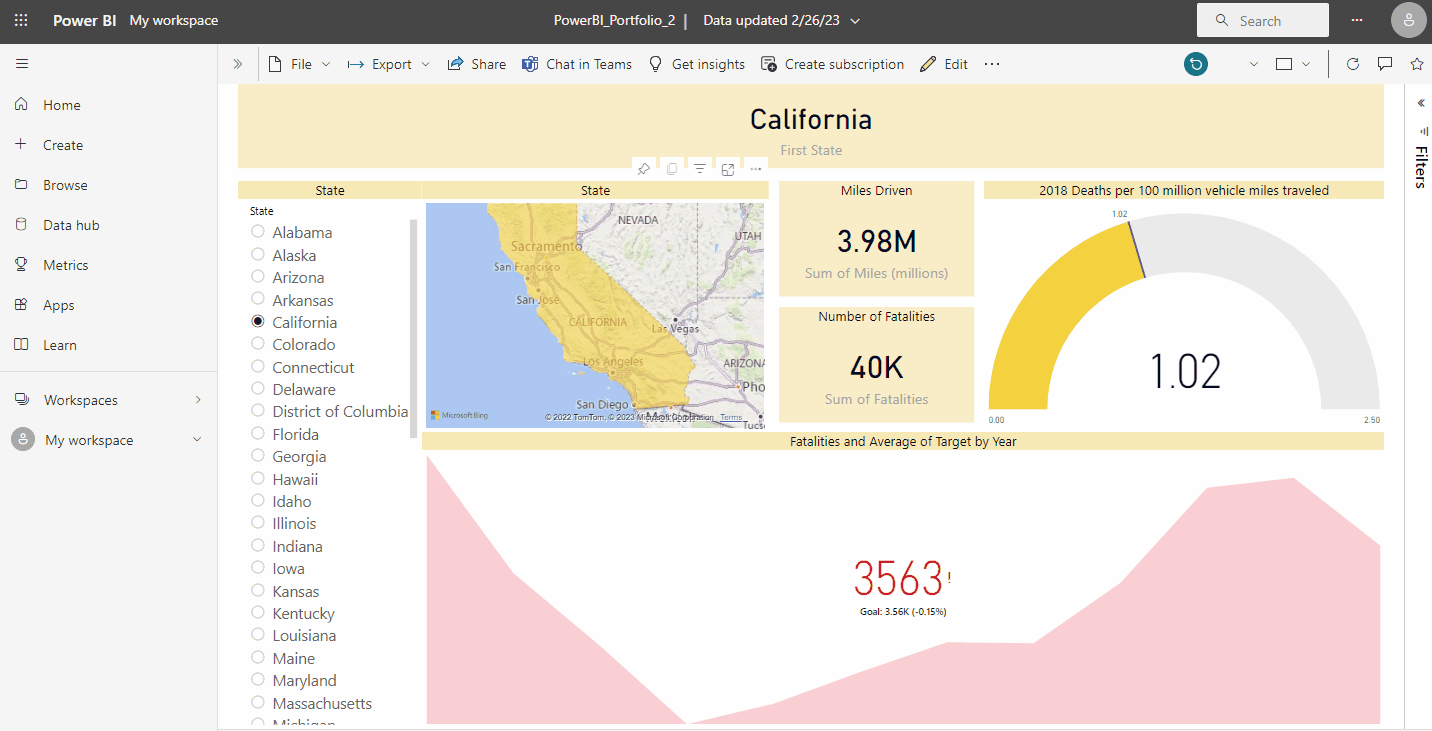 Power BI My workspace
PowerBI_Portfolio_2 | Data updated 2/26/23
Search
File
Export
Share
Chat in Teams
Get insights
Create subscription
Edit
Home
Create
Browse
Data hub
Metrics
Apps
Learn
Workspaces
My workspace
California
First State
State
State
Alabama
Alaska
Arizona
Arkansas
California
Colorado
Connecticut
Delaware
District of Columbia
Florida
Georgia
Hawaii
Idaho
Illinois
Indiana
Iowa
Kansas
Kentucky
Louisiana
Maine
Maryland
Massachusetts
Michigan
State
NEVADA
UTAH
Sacramento
San Francisco
San Jose
CALIFORNIA
Las Vegas
Los Angeles
ARIZONA
Pho
San Diego
Tucs
Microsoft Bing
© 2022 TomTom, © 2023 Microsoft Corporation Terms
Miles Driven
3.98M
Sum of Miles (millions)
Number of Fatalities
40K
Sum of Fatalities
2018 Deaths per 100 million vehicle miles traveled
1.02
1.02
0.00
2.50
Fatalities and Average of Target by Year
3563!
Goal: 3.56K (-0.15%)
Filters